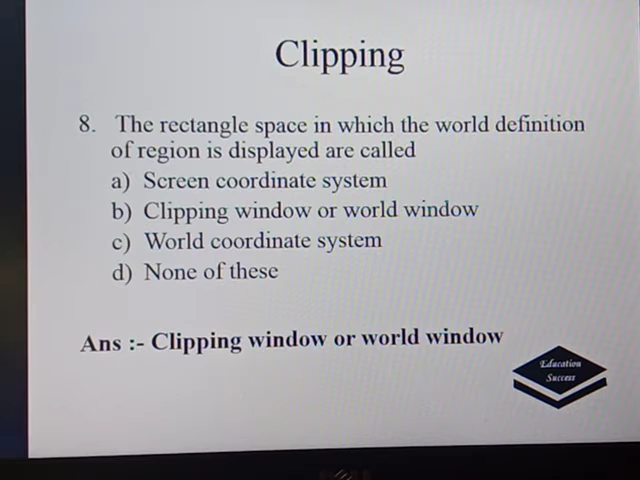 Clipping
8. The rectangle space in which the world definition
of region is displayed are called
a) Screen coordinate system
b) Clipping window or world window
c) World coordinate system
d) None of these
Ans :- Clipping window or world window
Education
Success